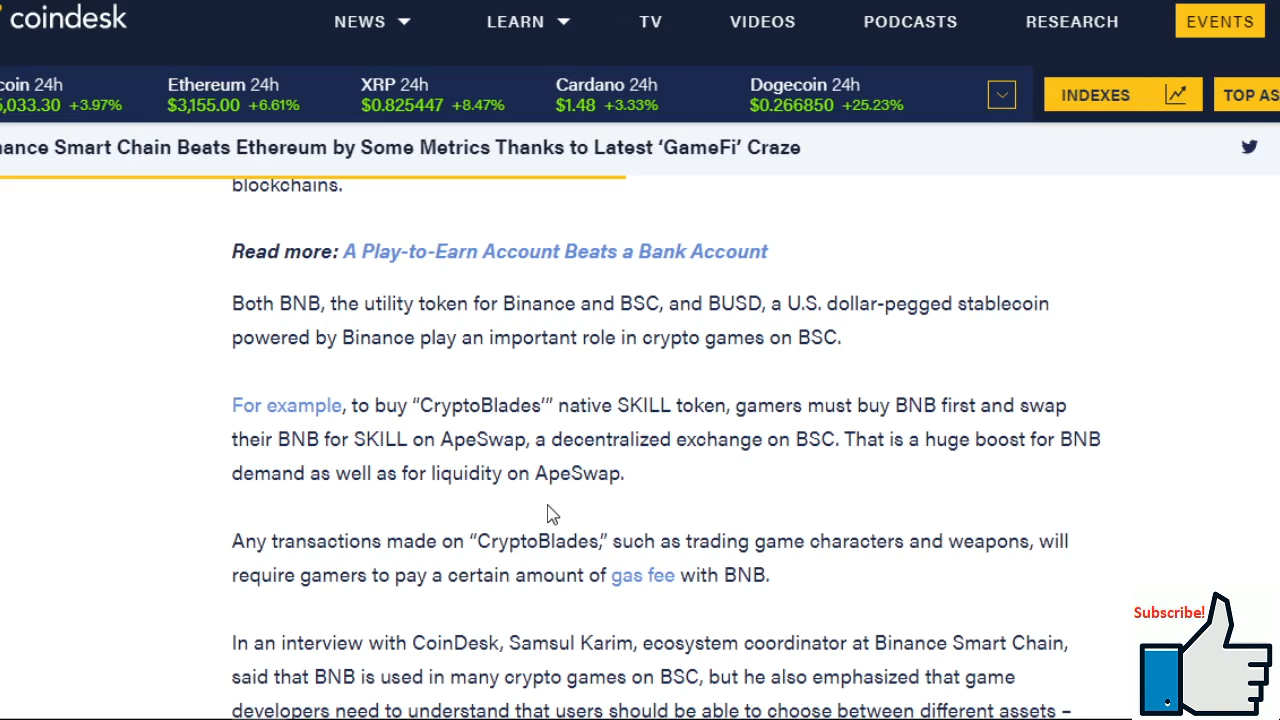 coindesk
NEWS LEARN TV VIDEOS PODCASTS RESEARCH EVENTS
coin 24h Ethereum 24h XRP 24h Cardano 24h Dogecoin 24h
,033.30 +3.97% $3,155.00 +6.61% $0.825447 +8.47% $1.48 +3.33% $0.266850 +25.23%
INDEXES TOP AS
nance Smart Chain Beats Ethereum by Some Metrics Thanks to Latest ‘GameFi’ Craze
blockchains.
Read more: A Play-to-Earn Account Beats a Bank Account
Both BNB, the utility token for Binance and BSC, and BUSD, a U.S. dollar-pegged stablecoin
powered by Binance play an important role in crypto games on BSC.
For example, to buy “CryptoBlades’” native SKILL token, gamers must buy BNB first and swap
their BNB for SKILL on ApeSwap, a decentralized exchange on BSC. That is a huge boost for BNB
demand as well as for liquidity on ApeSwap.
Any transactions made on “CryptoBlades,” such as trading game characters and weapons, will
require gamers to pay a certain amount of gas fee with BNB.
In an interview with CoinDesk, Samsul Karim, ecosystem coordinator at Binance Smart Chain,
said that BNB is used in many crypto games on BSC, but he also emphasized that game
developers need to understand that users should be able to choose between different assets –
Subscribe!